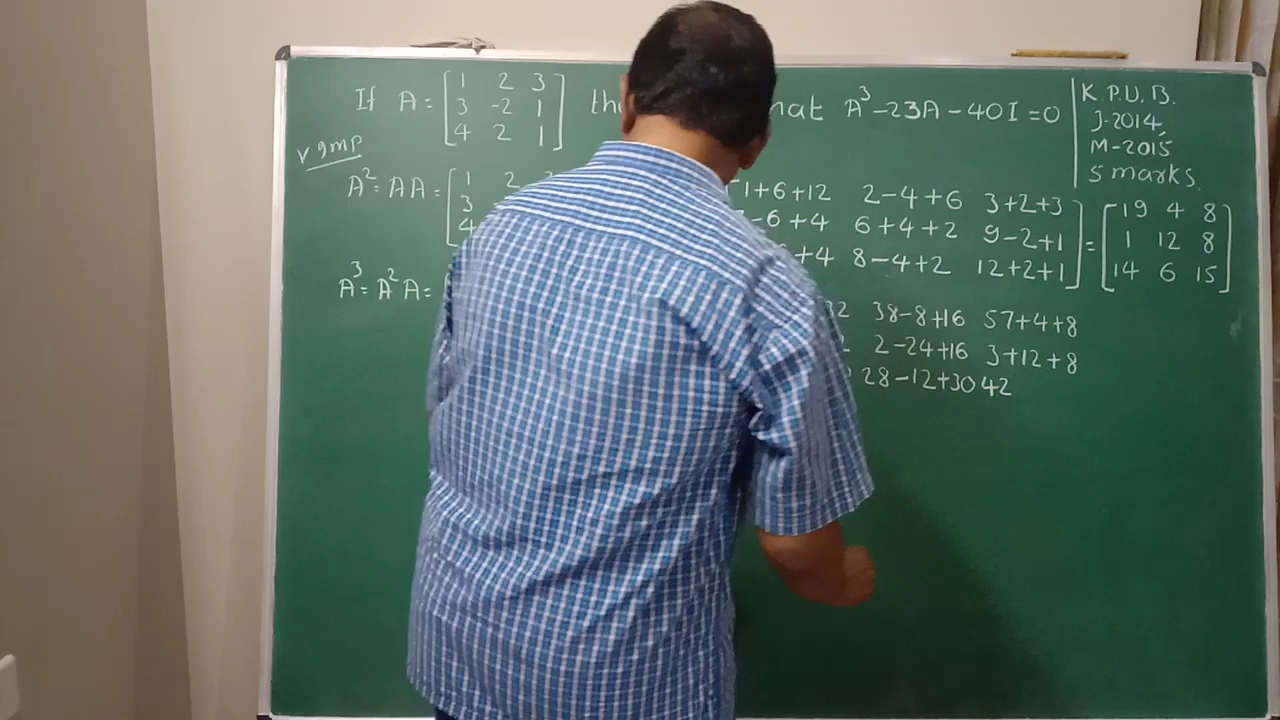 If A = [1 2 3 hat A³ - 23A - 40I = 0
3 -2 1
4 2 1]
K.P.U.B.
J-2014,
M-2015
5 marks.
v imp
A² = AA = [1 2 1+6+12 2-4+6 3+2+3 = [19 4 8
3 -6+4 6+4+2 9-2+1 1 12 8
4 +4 8-4+2 12+2+1] 14 6 15]
A³ = A²A = [ 38-8+16 57+4+8
2-24+16 3+12+8
28-12+30 42